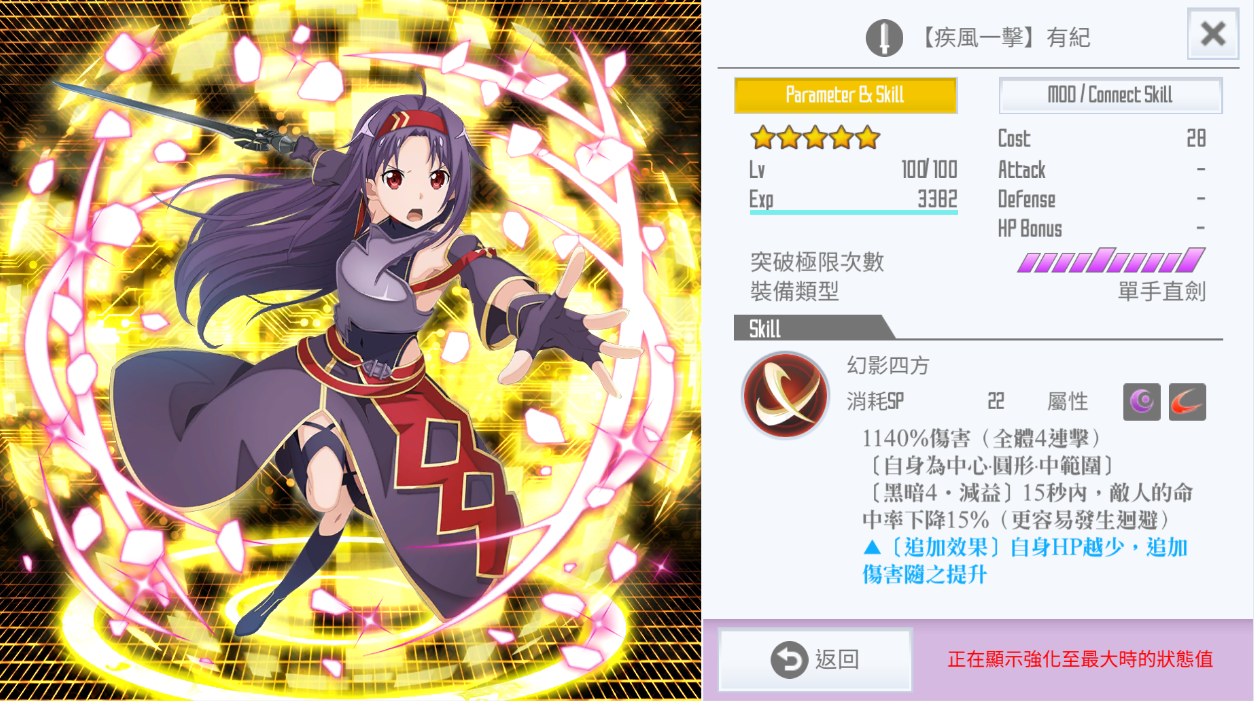 【疾風一擊】有紀
Parameter & Skill
MOD / Connect Skill
Cost 28
Lv 100/100
Attack -
Exp 3382
Defense -
HP Bonus -
突破極限次數
裝備類型 單手直劍
Skill
幻影四方
消耗SP 22 屬性
1140%傷害（全體4連擊）
〔自身為中心·圓形·中範圍〕
〔黑暗4・減益〕15秒內，敵人的命
中率下降15%（更容易發生迴避）
▲〔追加效果〕自身HP越少，追加
傷害隨之提升
返回
正在顯示強化至最大時的狀態值